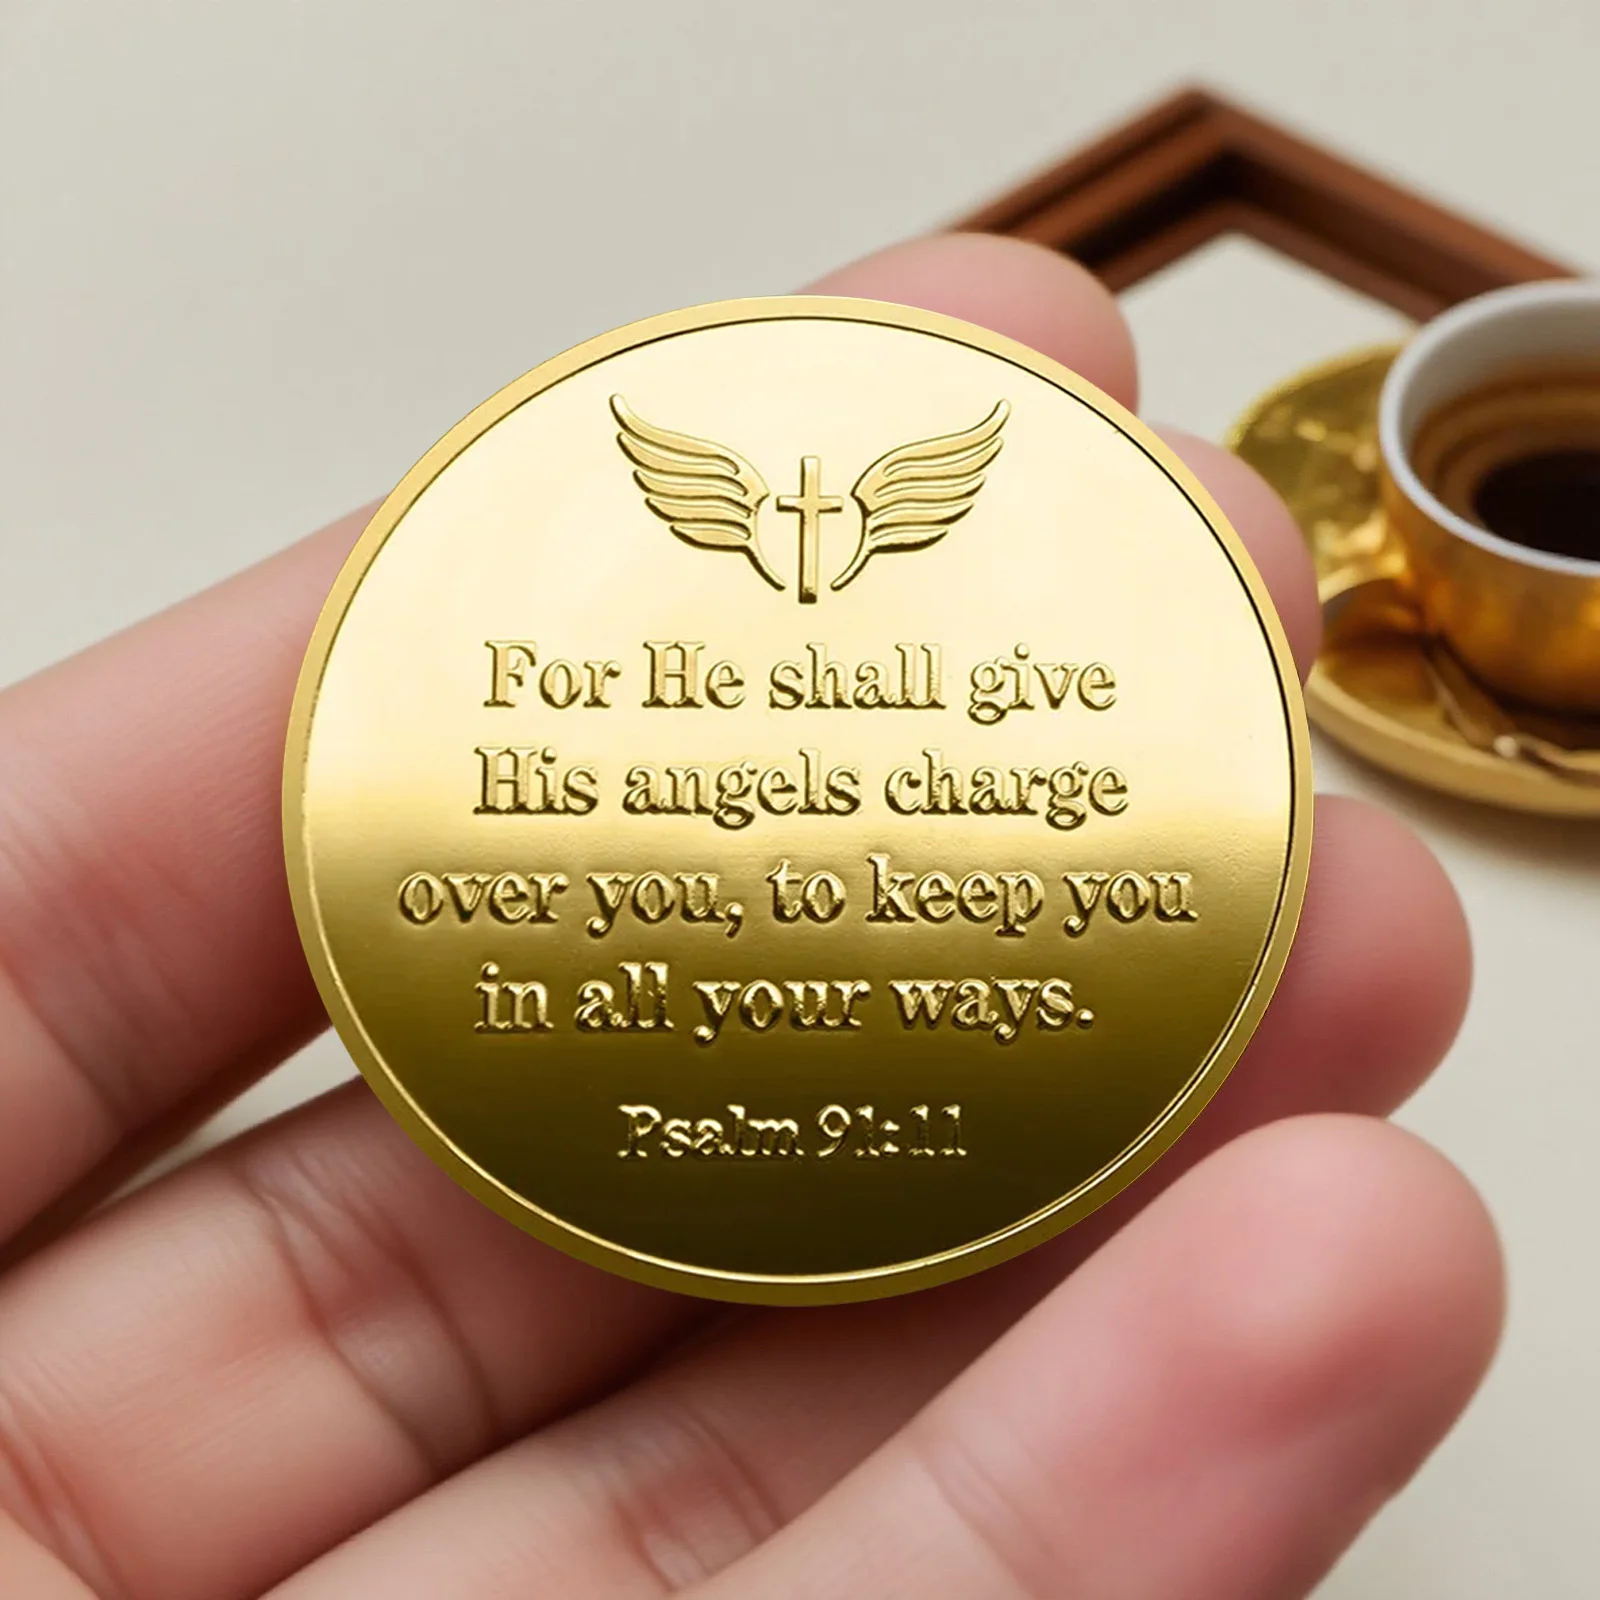 For He shall give
His angels charge
over you, to keep you
in all your ways.
Psalm 91:11